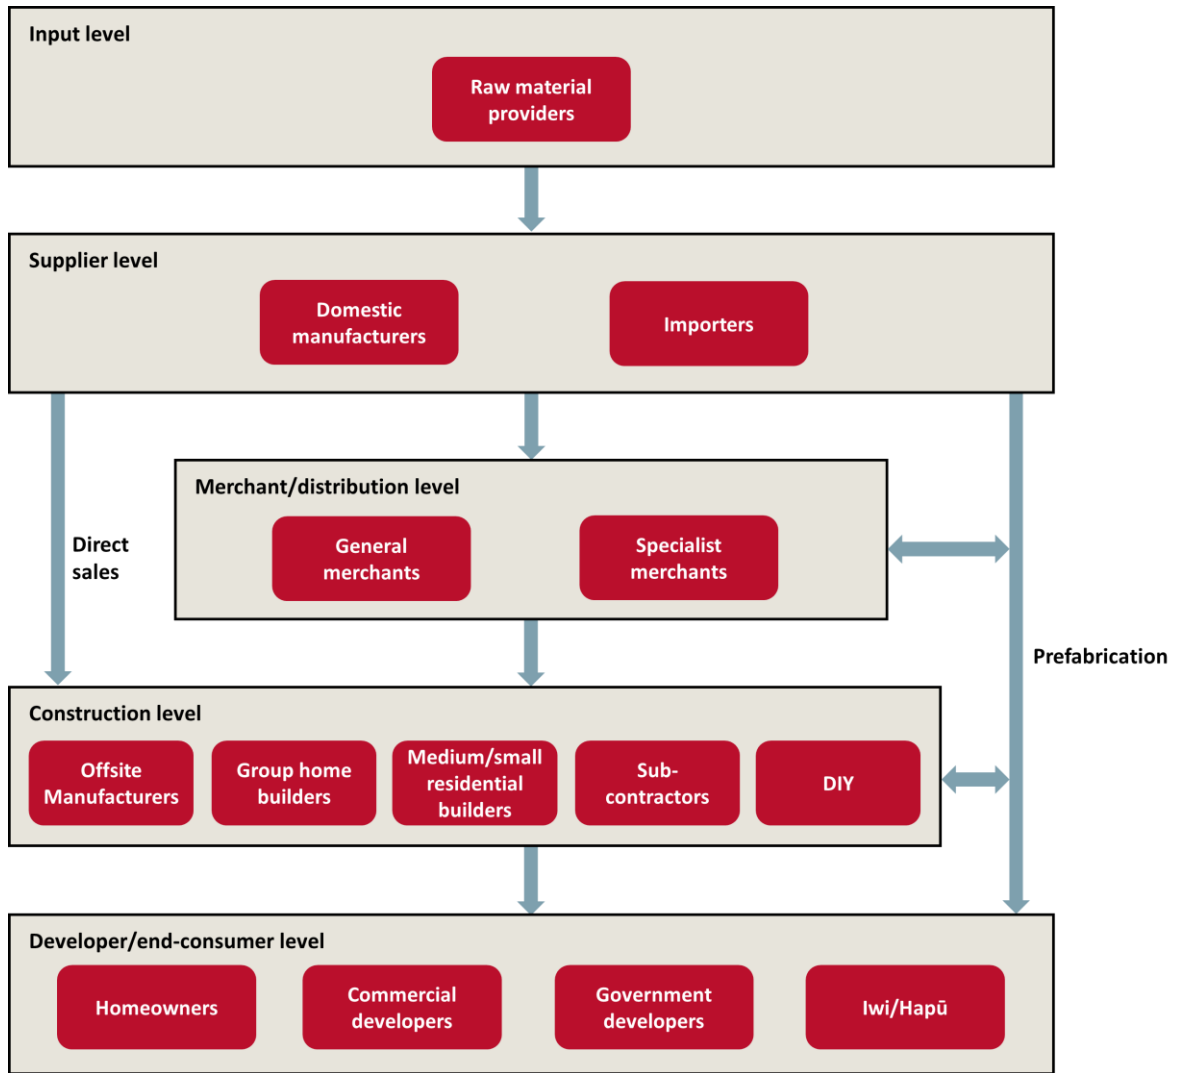 Input level
Raw material
providers
Supplier level
Domestic
manufacturers
Importers
Merchant/distribution level
General
merchants
Specialist
merchants
Direct
sales
Prefabrication
Construction level
Offsite
Manufacturers
Group home
builders
Medium/small
residential
builders
Sub-
contractors
DIY
Developer/end-consumer level
Homeowners
Commercial
developers
Government
developers
Iwi/Hapū